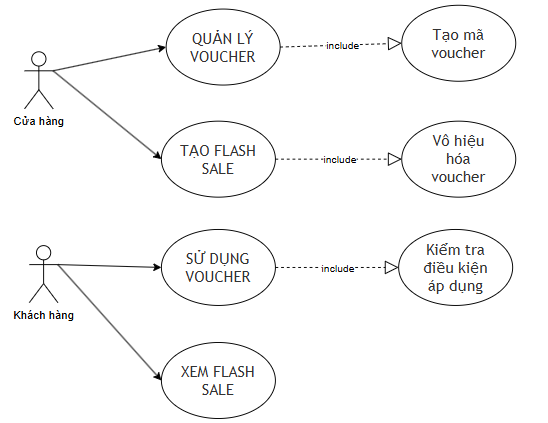 QUẢN LÝ
VOUCHER
include
Tạo mã
voucher
Cửa hàng
TẠO FLASH
SALE
include
Vô hiệu
hóa
voucher
SỬ DỤNG
VOUCHER
include
Kiểm tra
điều kiện
áp dụng
Khách hàng
XEM FLASH
SALE